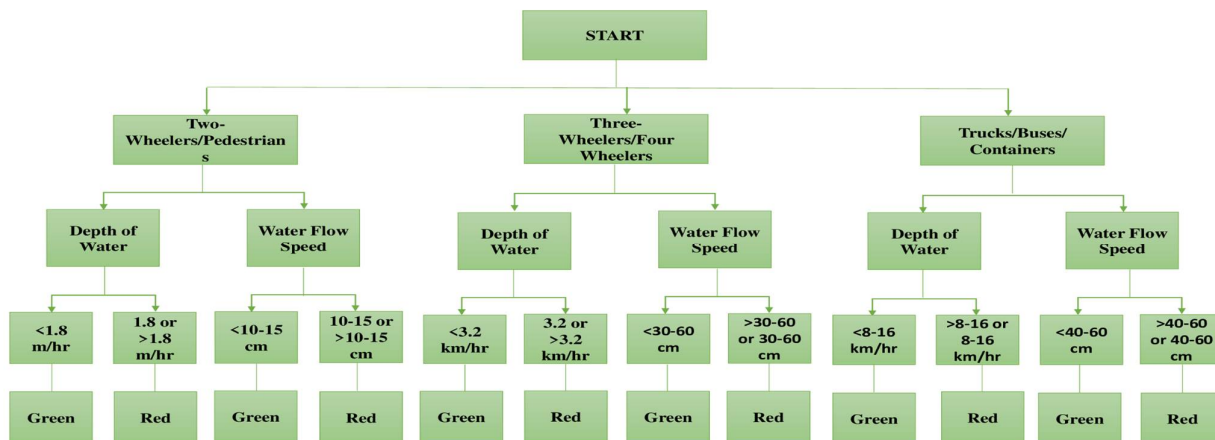 START
Two-
Wheelers/Pedestrian
s
Three-
Wheelers/Four
Wheelers
Trucks/Buses/
Containers
Depth of
Water
Water Flow
Speed
Depth of
Water
Water Flow
Speed
Depth of
Water
Water Flow
Speed
<1.8
m/hr
1.8 or
>1.8
m/hr
<10-15
cm
10-15 or
>10-15
cm
<3.2
km/hr
3.2 or
>3.2
km/hr
<30-60
cm
>30-60
or 30-60
cm
<8-16
km/hr
>8-16 or
8-16
km/hr
<40-60
cm
>40-60
or 40-60
cm
Green
Red
Green
Red
Green
Red
Green
Red
Green
Red
Green
Red